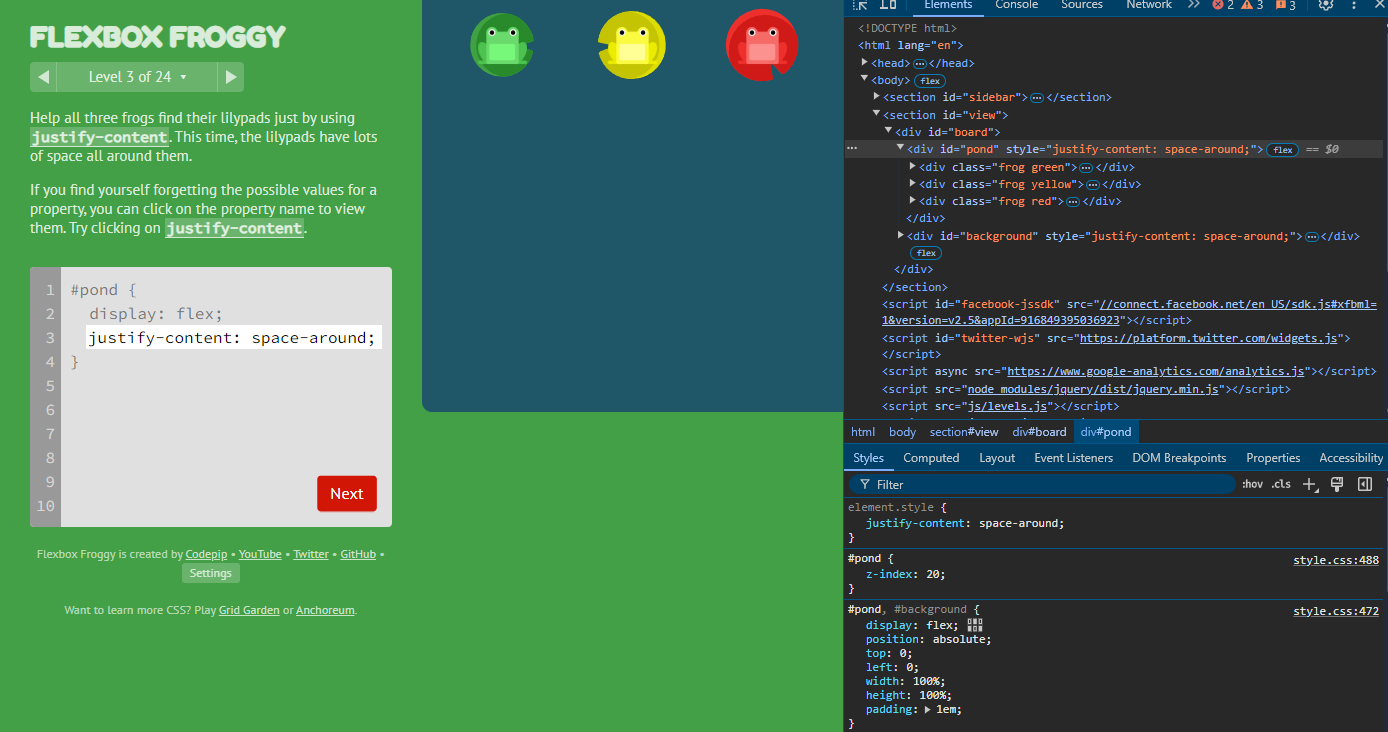 FLEXBOX FROGGY
Level 3 of 24
Help all three frogs find their lilypads just by using
justify-content. This time, the lilypads have lots
of space all around them.
If you find yourself forgetting the possible values for a
property, you can click on the property name to view
them. Try clicking on justify-content.
1 #pond {
2 display: flex;
3 justify-content: space-around;
4 }
5
6
7
8
9
10
Next
Flexbox Froggy is created by Codepip • YouTube • Twitter • GitHub •
Settings
Want to learn more CSS? Play Grid Garden or Anchoreum.
Elements Console Sources Network 2 3 3
<!DOCTYPE html>
<html lang="en">
<head>…</head>
<body> flex
<section id="sidebar">…</section>
<section id="view">
<div id="board">
<div id="pond" style="justify-content: space-around;"> flex == $0
<div class="frog green">…</div>
<div class="frog yellow">…</div>
<div class="frog red">…</div>
</div>
<div id="background" style="justify-content: space-around;">…</div>
flex
</div>
</section>
<script id="facebook-jssdk" src="//connect.facebook.net/en_US/sdk.js#xfbml=
1&version=v2.5&appId=916849395036923"></script>
<script id="twitter-wjs" src="https://platform.twitter.com/widgets.js">
</script>
<script async src="https://www.google-analytics.com/analytics.js"></script>
<script src="node_modules/jquery/dist/jquery.min.js"></script>
<script src="js/levels.js"></script>
html body section#view div#board div#pond
Styles Computed Layout Event Listeners DOM Breakpoints Properties Accessibility
Filter :hov .cls
element.style {
justify-content: space-around;
}
#pond { style.css:488
z-index: 20;
}
#pond, #background { style.css:472
display: flex;
position: absolute;
top: 0;
left: 0;
width: 100%;
height: 100%;
padding: 1em;
}